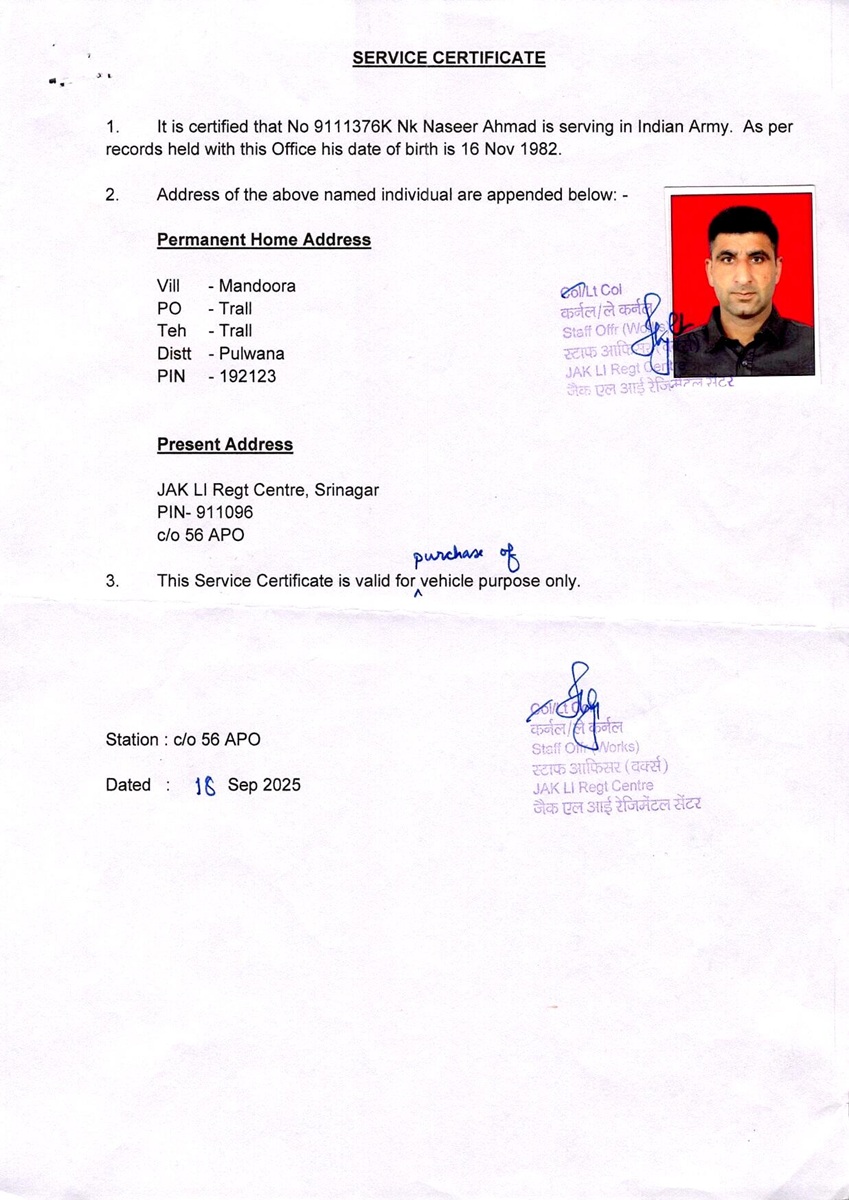 SERVICE CERTIFICATE
1. It is certified that No 9111376K Nk Naseer Ahmad is serving in Indian Army. As per
records held with this Office his date of birth is 16 Nov 1982.
2. Address of the above named individual are appended below: -
Permanent Home Address
Vill - Mandoora
PO - Trall
Teh - Trall
Distt - Pulwana
PIN - 192123
Col/Lt Col
कर्नल/ले कर्नल
Staff Offr (Works
स्टाफ आफिसर
JAK LI Regt Centre
जैक एल आई रेजिमेंटल सेंटर
Present Address
JAK LI Regt Centre, Srinagar
PIN- 911096
c/o 56 APO
purchase of
3. This Service Certificate is valid for vehicle purpose only.
Col/Lt Col
कर्नल/ले कर्नल
Staff Offr (Works)
स्टाफ आफिसर (वर्क्स)
JAK LI Regt Centre
जैक एल आई रेजिमेंटल सेंटर
Station : c/o 56 APO
Dated : 18 Sep 2025